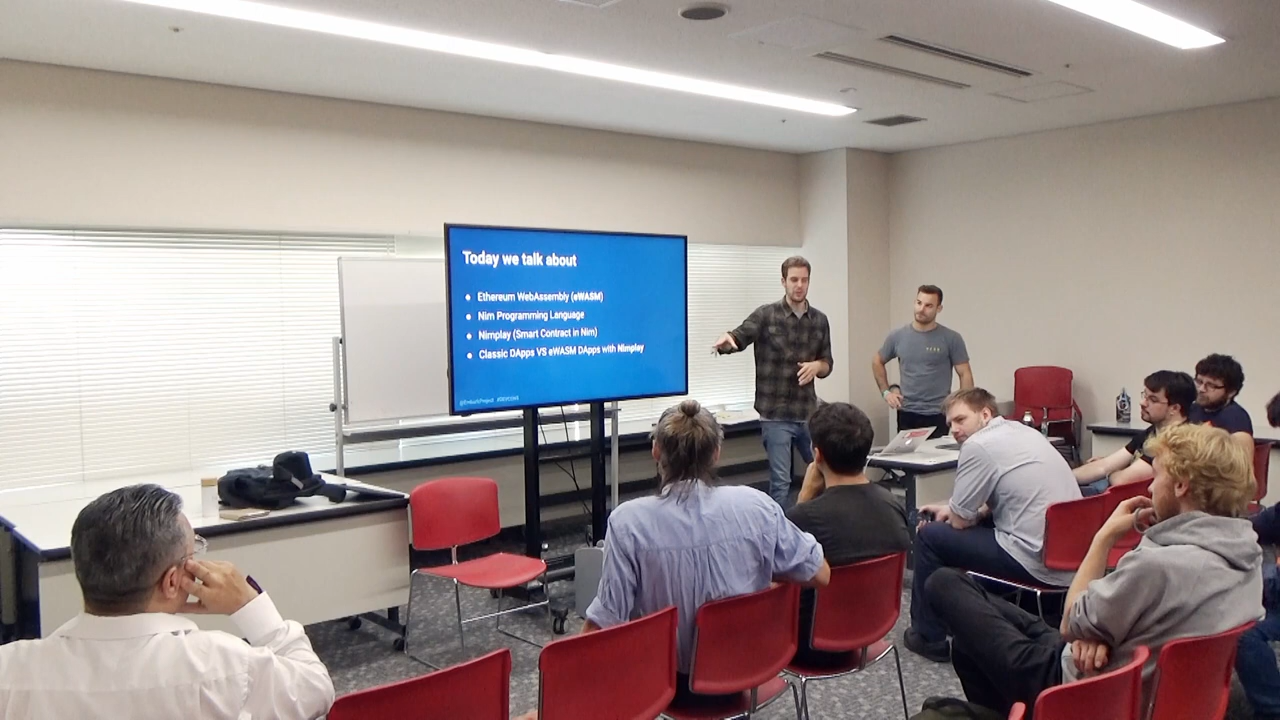 Today we talk about
● Ethereum WebAssembly (eWASM)
● Nim Programming Language
● Nimplay (Smart Contract in Nim)
● Classic DApps VS eWASM DApps with Nimplay
@EmbarkProject